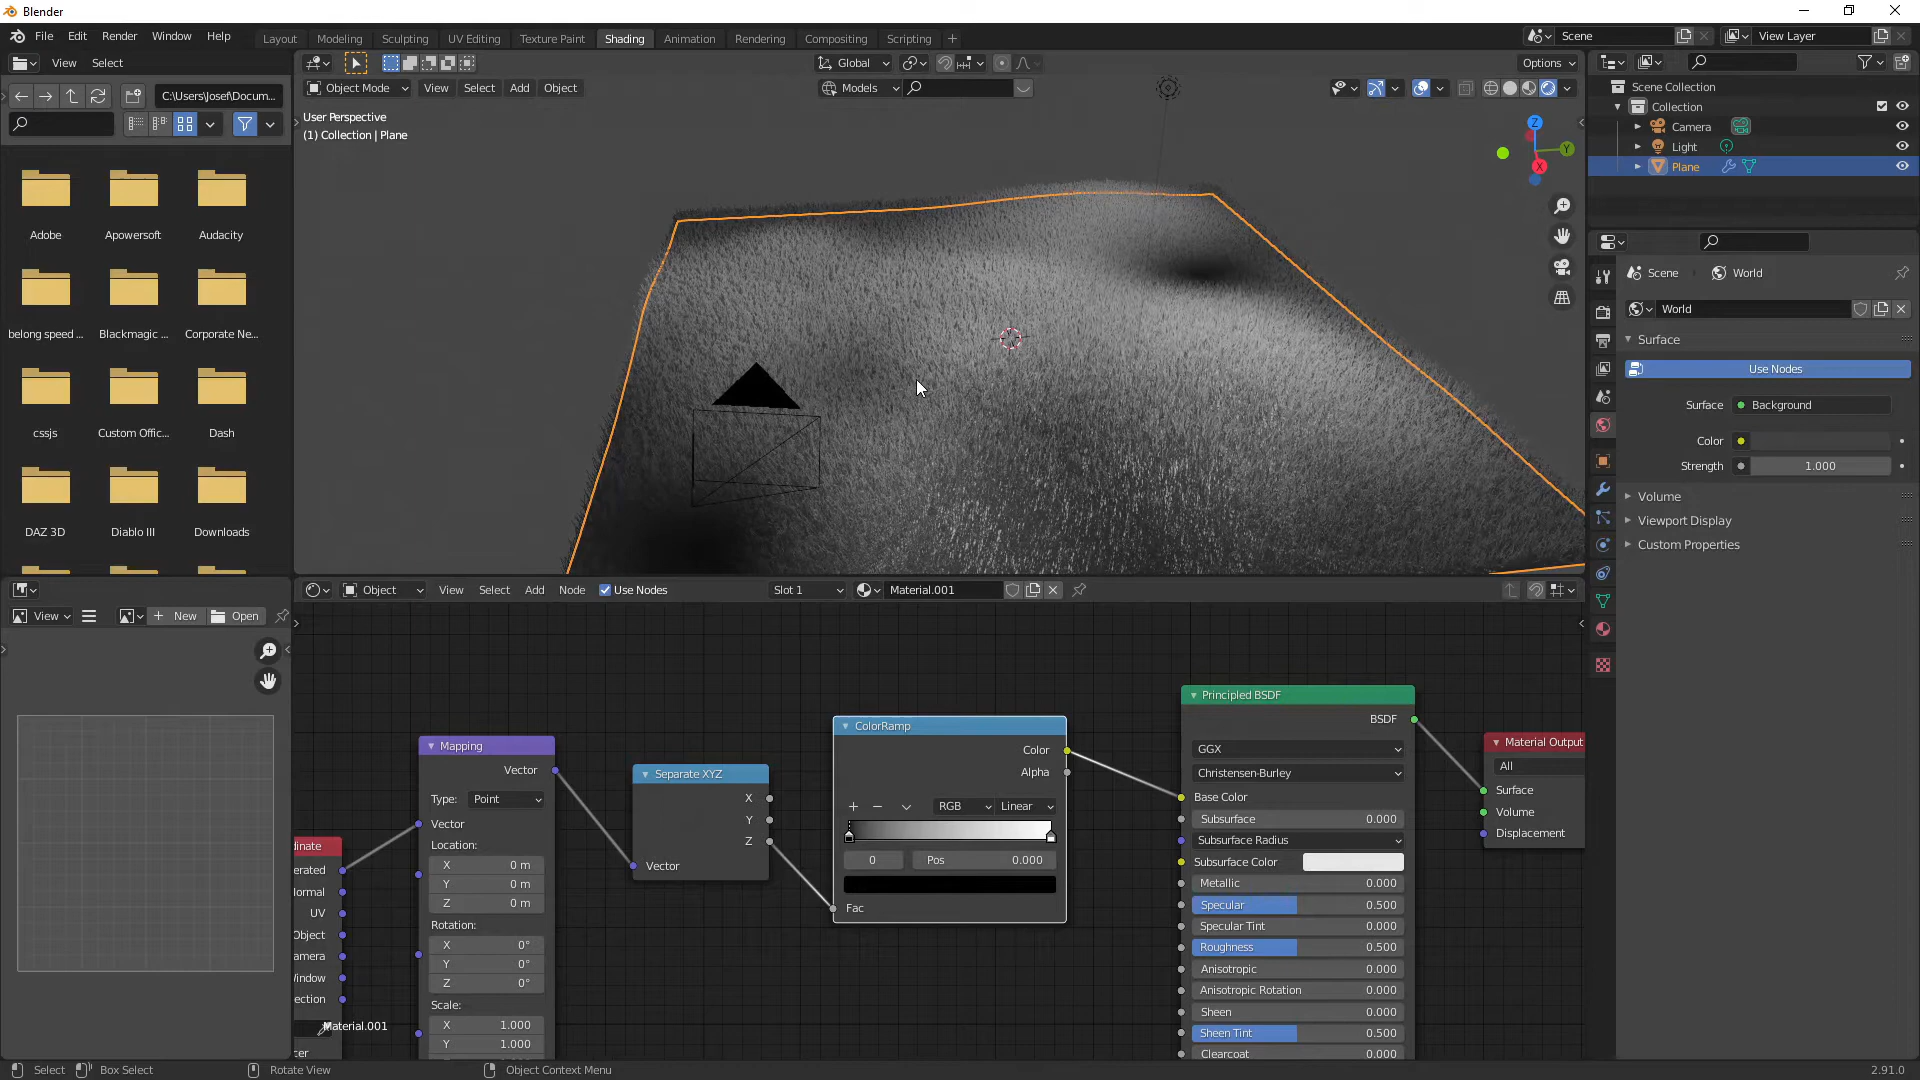 Blender
File Edit Render Window Help
Layout Modeling Sculpting UV Editing Texture Paint Shading Animation Rendering Compositing Scripting +
Scene
View Layer
View Select
Global
Options
C:\Users\Josef\Docum...
Object Mode View Select Add Object
Models
User Perspective
(1) Collection | Plane
Z
Y
X
Scene Collection
Collection
Camera
Light
Plane
Adobe
Apowersoft
Audacity
belong speed ...
Blackmagic ...
Corporate Ne...
cssjs
Custom Offic...
Dash
DAZ 3D
Diablo III
Downloads
Scene
World
World
Surface
Use Nodes
Surface
Background
Color
Strength
1.000
Volume
Viewport Display
Custom Properties
Object View Select Add Node Use Nodes
Slot 1
Material.001
View
New
Open
dinate
erated
lormal
UV
Object
amera
Vindow
ection
Material.001
cer
Mapping
Vector
Type:
Point
Vector
Location:
X 0 m
Y 0 m
Z 0 m
Rotation:
X 0°
Y 0°
Z 0°
Scale:
X 1.000
Y 1.000
Separate XYZ
X
Y
Z
Vector
ColorRamp
Color
Alpha
RGB
Linear
0
Pos 0.000
Fac
Principled BSDF
BSDF
GGX
Christensen-Burley
Base Color
Subsurface 0.000
Subsurface Radius
Subsurface Color
Metallic 0.000
Specular 0.500
Specular Tint 0.000
Roughness 0.500
Anisotropic 0.000
Anisotropic Rotation 0.000
Sheen 0.000
Sheen Tint 0.500
Clearcoat 0.000
Material Output
All
Surface
Volume
Displacement
Select
Box Select
Rotate View
Object Context Menu
2.91.0